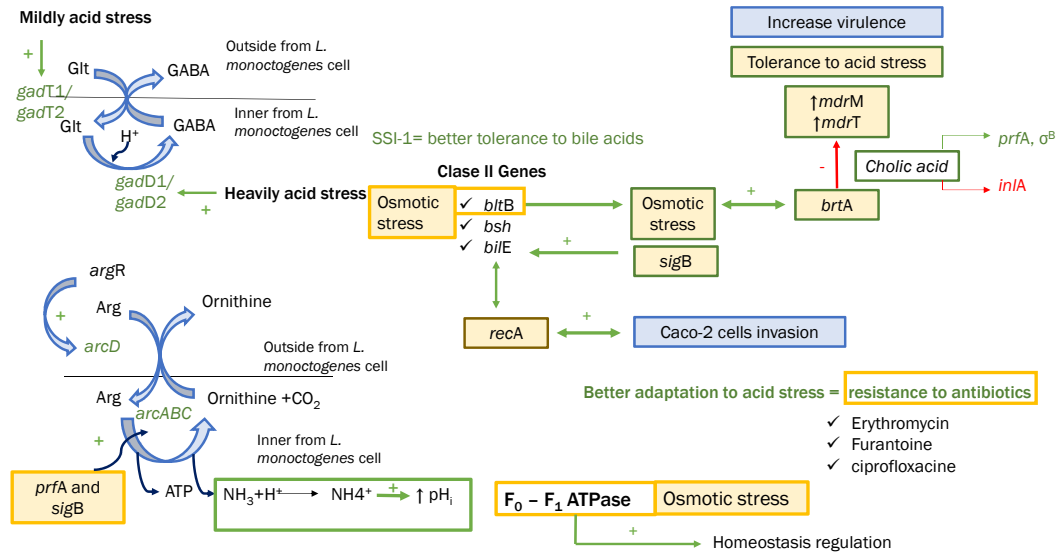 Mildly acid stress
+
Glt
GABA
Outside from L.
monoctogenes cell
gadT1/
gadT2
Glt
H+
GABA
Inner from L.
monoctogenes cell
gadD1/
gadD2
+
Heavily acid stress
Increase virulence
Tolerance to acid stress
↑mdrM
↑mdrT
SSI-1= better tolerance to bile acids
Clase II Genes
Osmotic
stress
✓ bltB
✓ bsh
✓ bilE
+
Osmotic
stress
sigB
+
-
brtA
Cholic acid
prfA, σB
inlA
recA
+
Caco-2 cells invasion
argR
+
arcD
Arg
Ornithine
Outside from L.
monoctogenes cell
Arg
arcABC
Ornithine +CO2
+
Inner from L.
monoctogenes cell
prfA and
sigB
ATP
NH3+H+
NH4+
+
↑ pHi
Better adaptation to acid stress = resistance to antibiotics
✓ Erythromycin
✓ Furantoine
✓ ciprofloxacine
F0 – F1 ATPase
Osmotic stress
+
Homeostasis regulation